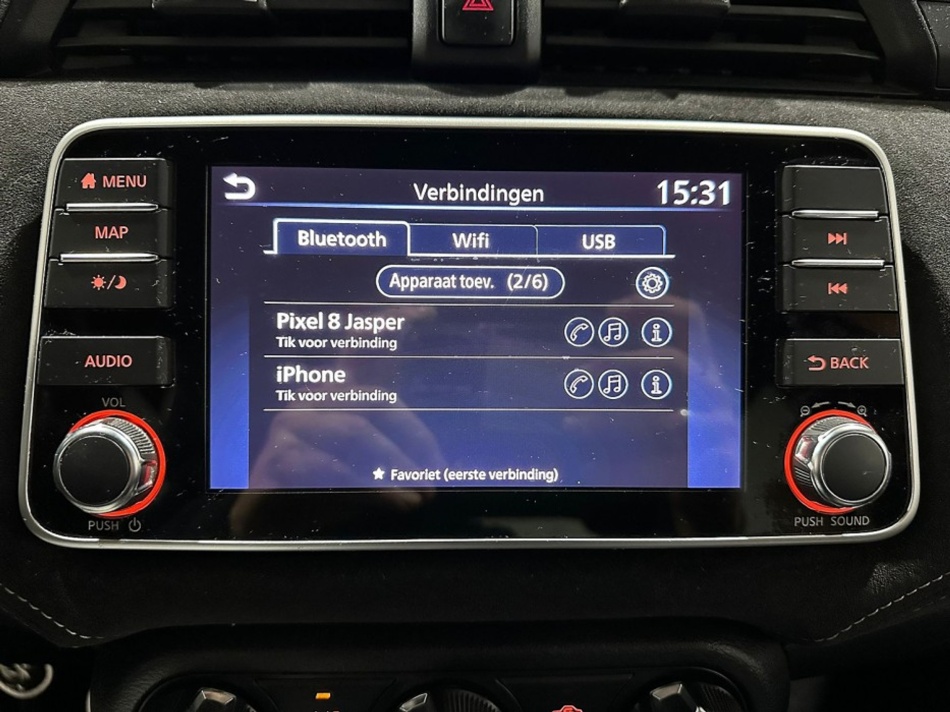 MENU
MAP
AUDIO
VOL
PUSH
Verbindingen
15:31
Bluetooth
Wifi
USB
Apparaat toev. (2/6)
Pixel 8 Jasper
Tik voor verbinding
iPhone
Tik voor verbinding
Favoriet (eerste verbinding)
BACK
PUSH SOUND